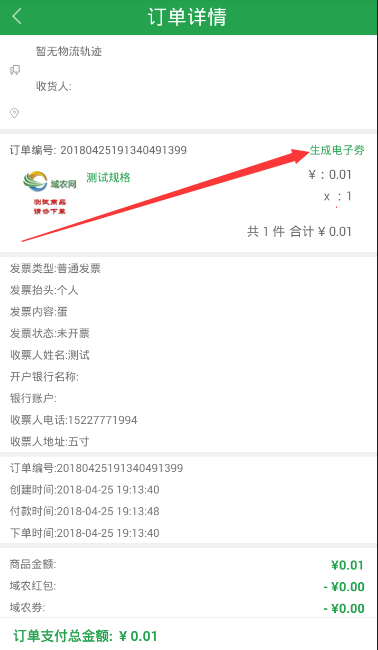 订单详情
暂无物流轨迹
收货人:
订单编号: 20180425191340491399
生成电子券
域农网
测试商品
请勿下单
测试规格
¥ : 0.01
x : 1
共 1 件 合计 ¥ 0.01
发票类型:普通发票
发票抬头:个人
发票内容:蛋
发票状态:未开票
收票人姓名:测试
开户银行名称:
银行账户:
收票人电话:15227771994
收票人地址:五寸
订单编号:20180425191340491399
创建时间:2018-04-25 19:13:40
付款时间:2018-04-25 19:13:48
下单时间:2018-04-25 19:13:40
商品金额: ¥0.01
域农红包: - ¥0.00
域农券: - ¥0.00
订单支付总金额: ¥ 0.01